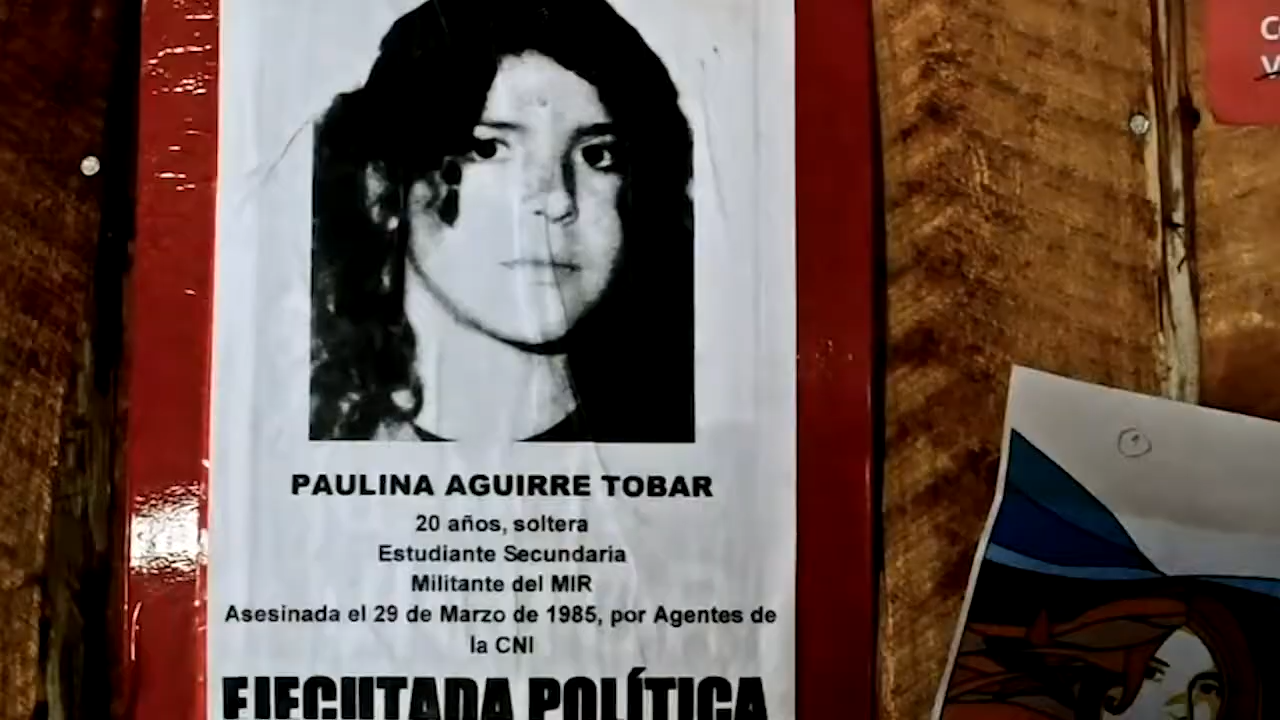 PAULINA AGUIRRE TOBAR
20 años, soltera
Estudiante Secundaria
Militante del MIR
Asesinada el 29 de Marzo de 1985, por Agentes de
la CNI
EJECUTADA POLÍTICA